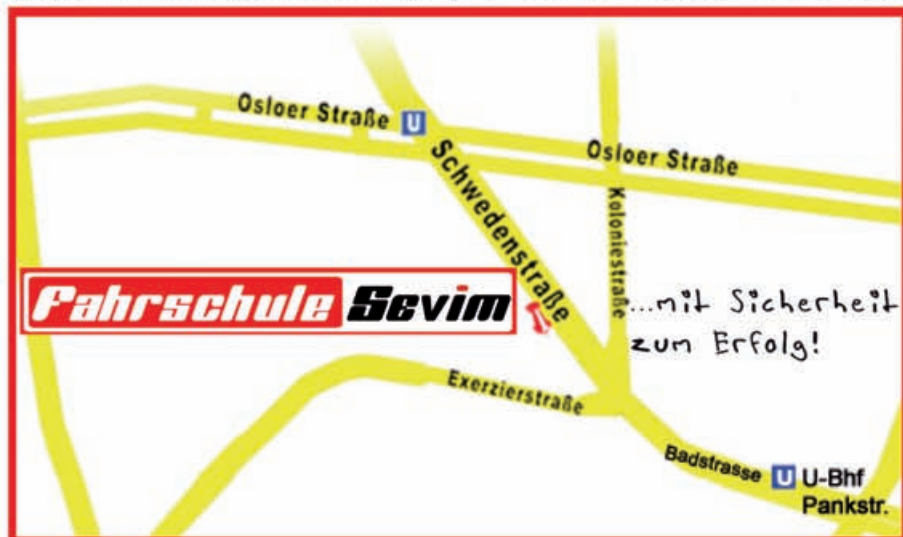 Osloer Straße
U
Osloer Straße
Schwedenstraße
Koloniestraße
Fahrschule Sevim
...mit Sicherheit
zum Erfolg!
Exerzierstraße
Badstrasse
U U-Bhf
Pankstr.